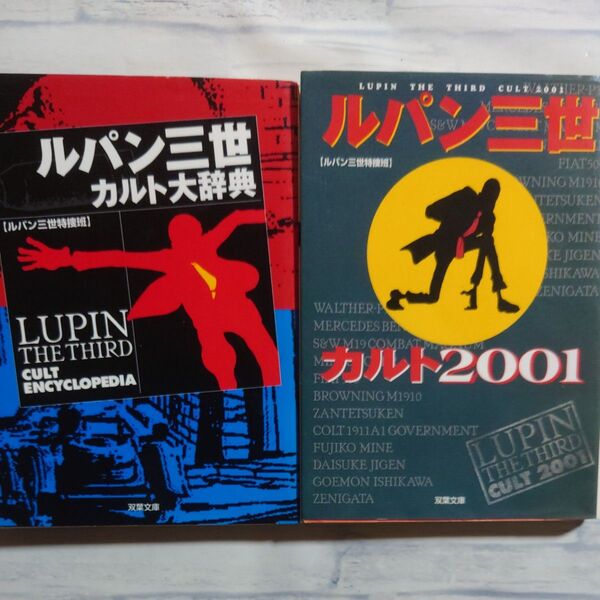 ルパン三世
カルト大辞典
[ルパン三世特捜班]
LUPIN
THE THIRD
CULT
ENCYCLOPEDIA
双葉文庫
LUPIN THE THIRD CULT 2001
ルパン三世
[ルパン三世特捜班]
FIAT 50
BROWNING M1910
ZENIGATA
WALTHER-P
MERCEDES BEN
S&W M19 COMBAT MAGNUM
カルト2001
BROWNING M1910
ZANTETSUKEN
COLT 1911A1 GOVERNMENT
FUJIKO MINE
DAISUKE JIGEN
GOEMON ISHIKAWA
ZENIGATA
LUPIN
THE THIRD
CULT 2001
双葉文庫